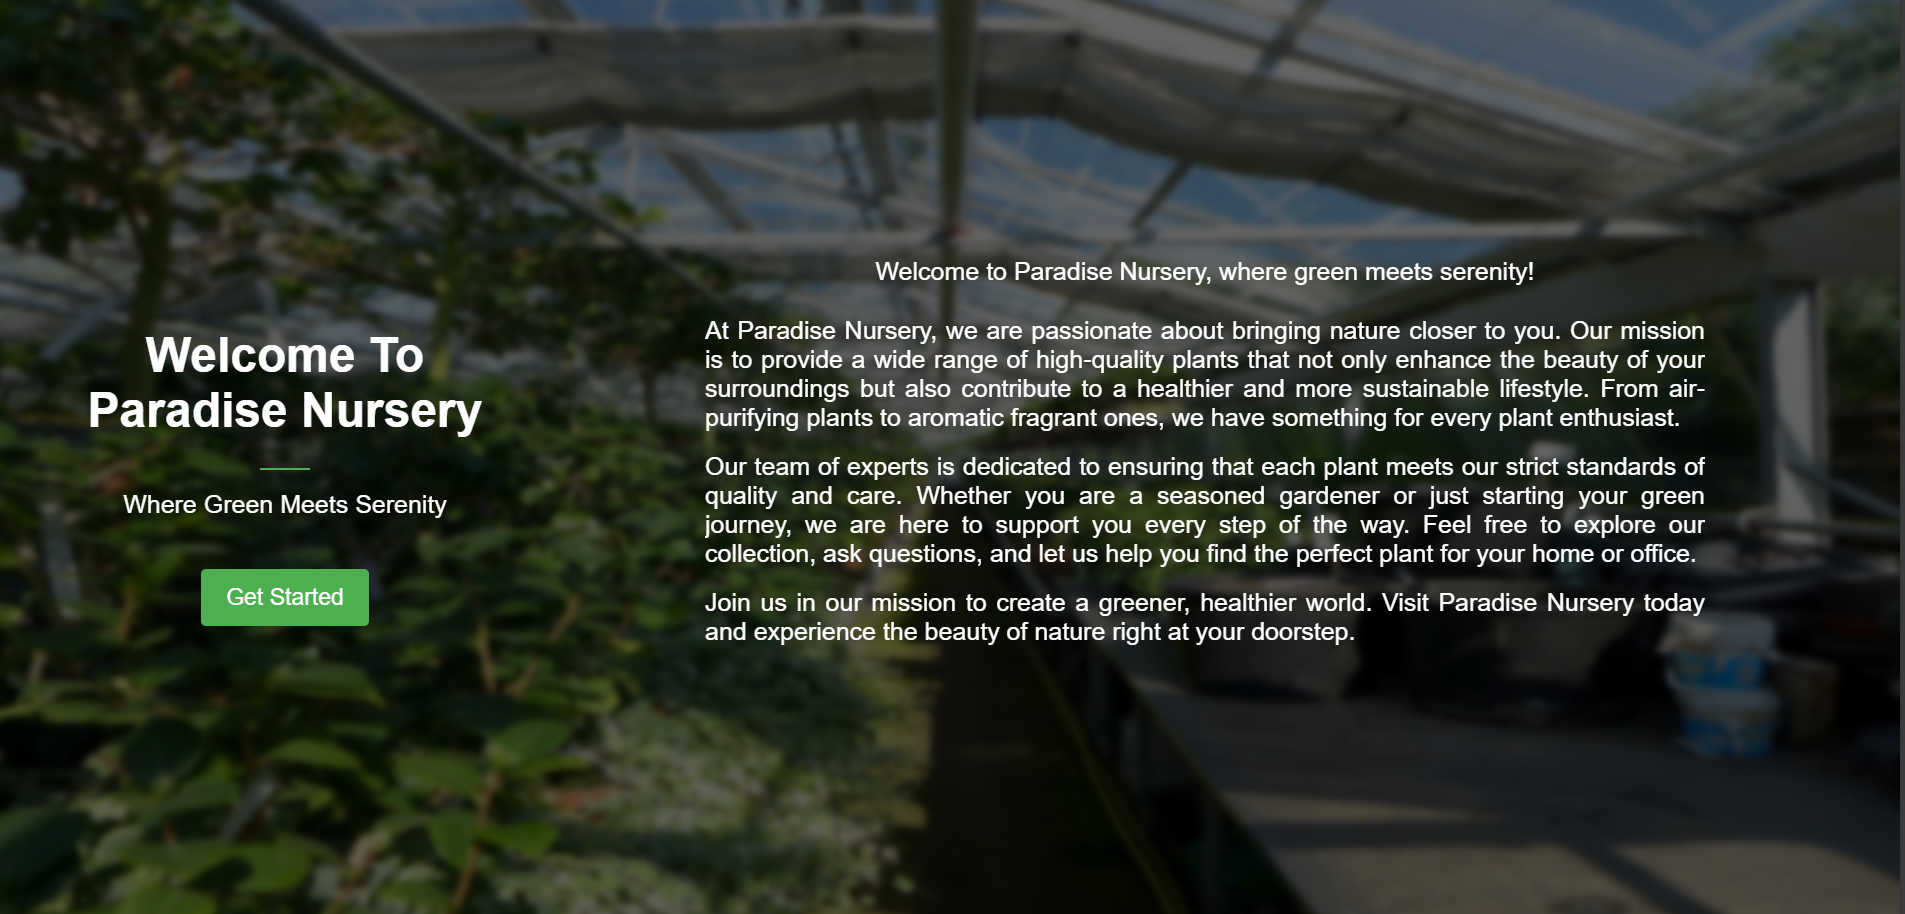 Welcome To
Paradise Nursery
Where Green Meets Serenity
Get Started
Welcome to Paradise Nursery, where green meets serenity!
At Paradise Nursery, we are passionate about bringing nature closer to you. Our mission
is to provide a wide range of high-quality plants that not only enhance the beauty of your
surroundings but also contribute to a healthier and more sustainable lifestyle. From air-
purifying plants to aromatic fragrant ones, we have something for every plant enthusiast.
Our team of experts is dedicated to ensuring that each plant meets our strict standards of
quality and care. Whether you are a seasoned gardener or just starting your green
journey, we are here to support you every step of the way. Feel free to explore our
collection, ask questions, and let us help you find the perfect plant for your home or office.
Join us in our mission to create a greener, healthier world. Visit Paradise Nursery today
and experience the beauty of nature right at your doorstep.